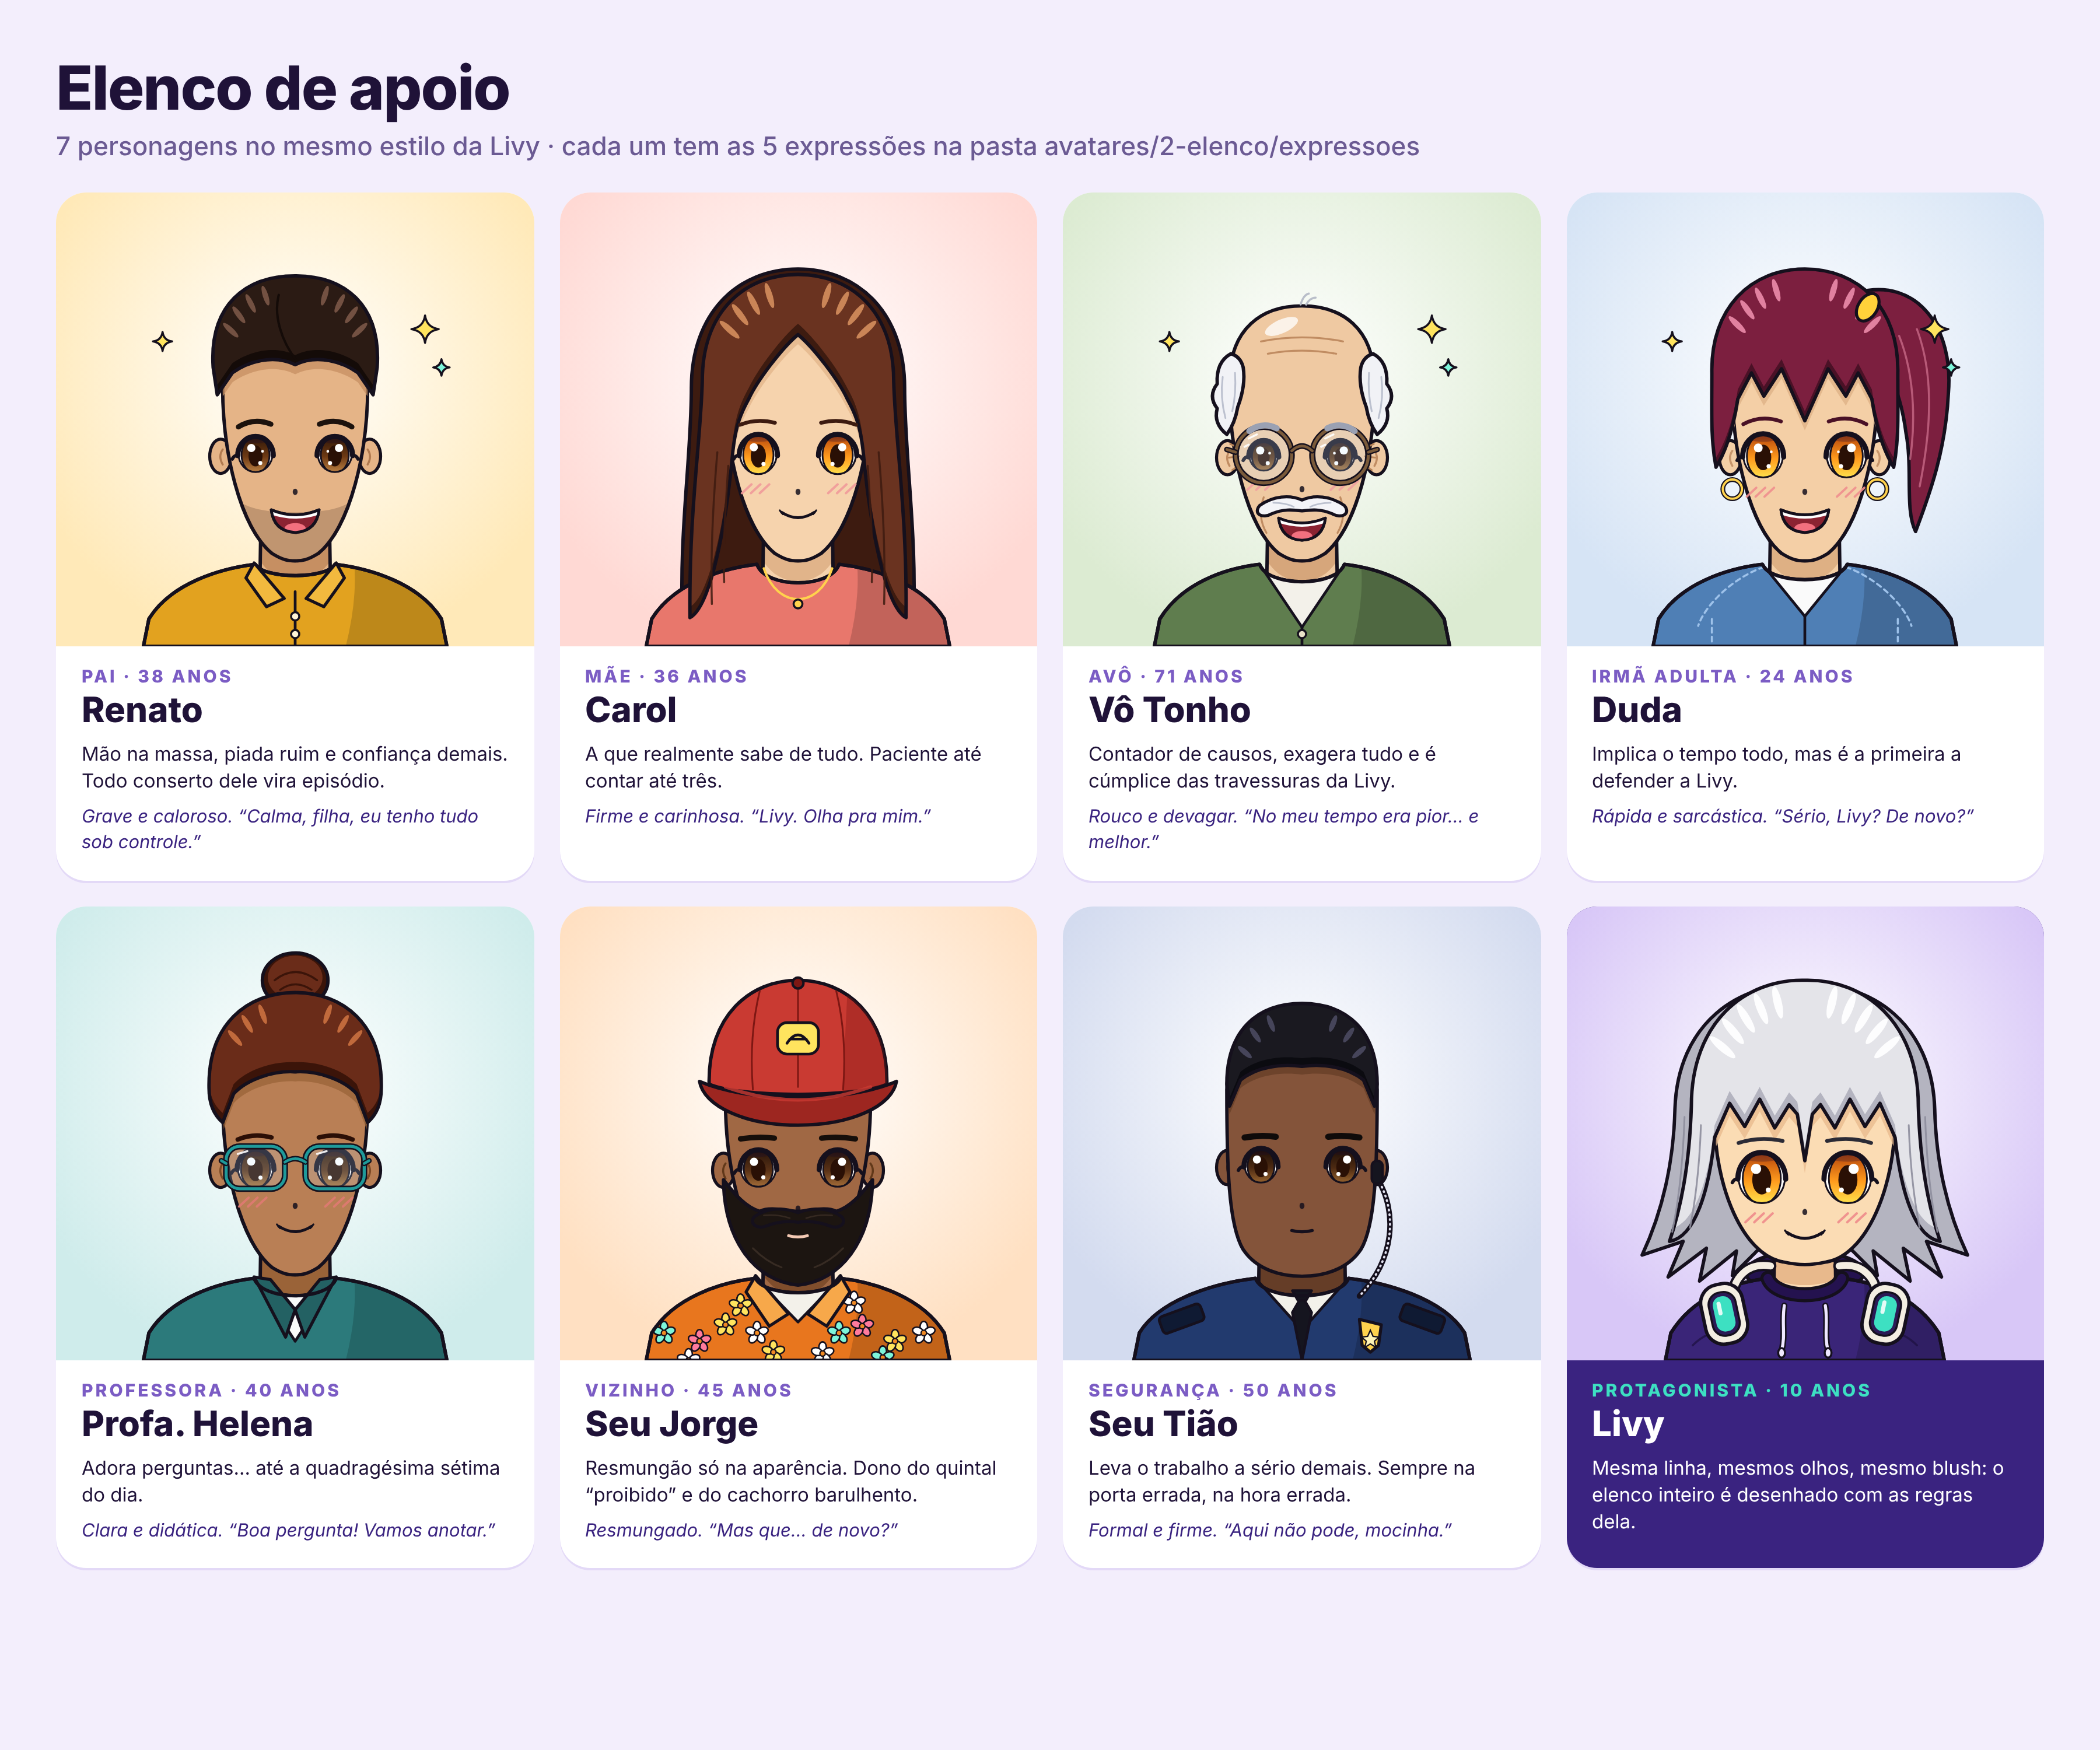 Elenco de apoio
7 personagens no mesmo estilo da Livy · cada um tem as 5 expressões na pasta avatares/2-elenco/expressoes
PAI · 38 ANOS
Renato
Mão na massa, piada ruim e confiança demais.
Todo conserto dele vira episódio.
Grave e caloroso. “Calma, filha, eu tenho tudo
sob controle.”
MÃE · 36 ANOS
Carol
A que realmente sabe de tudo. Paciente até
contar até três.
Firme e carinhosa. “Livy. Olha pra mim.”
AVÔ · 71 ANOS
Vô Tonho
Contador de causos, exagera tudo e é
cúmplice das travessuras da Livy.
Rouco e devagar. “No meu tempo era pior... e
melhor.”
IRMÃ ADULTA · 24 ANOS
Duda
Implica o tempo todo, mas é a primeira a
defender a Livy.
Rápida e sarcástica. “Sério, Livy? De novo?”
PROFESSORA · 40 ANOS
Profa. Helena
Adora perguntas... até a quadragésima sétima
do dia.
Clara e didática. “Boa pergunta! Vamos anotar.”
VIZINHO · 45 ANOS
Seu Jorge
Resmungão só na aparência. Dono do quintal
“proibido” e do cachorro barulhento.
Resmungado. “Mas que... de novo?”
SEGURANÇA · 50 ANOS
Seu Tião
Leva o trabalho a sério demais. Sempre na
porta errada, na hora errada.
Formal e firme. “Aqui não pode, mocinha.”
PROTAGONISTA · 10 ANOS
Livy
Mesma linha, mesmos olhos, mesmo blush: o
elenco inteiro é desenhado com as regras
dela.